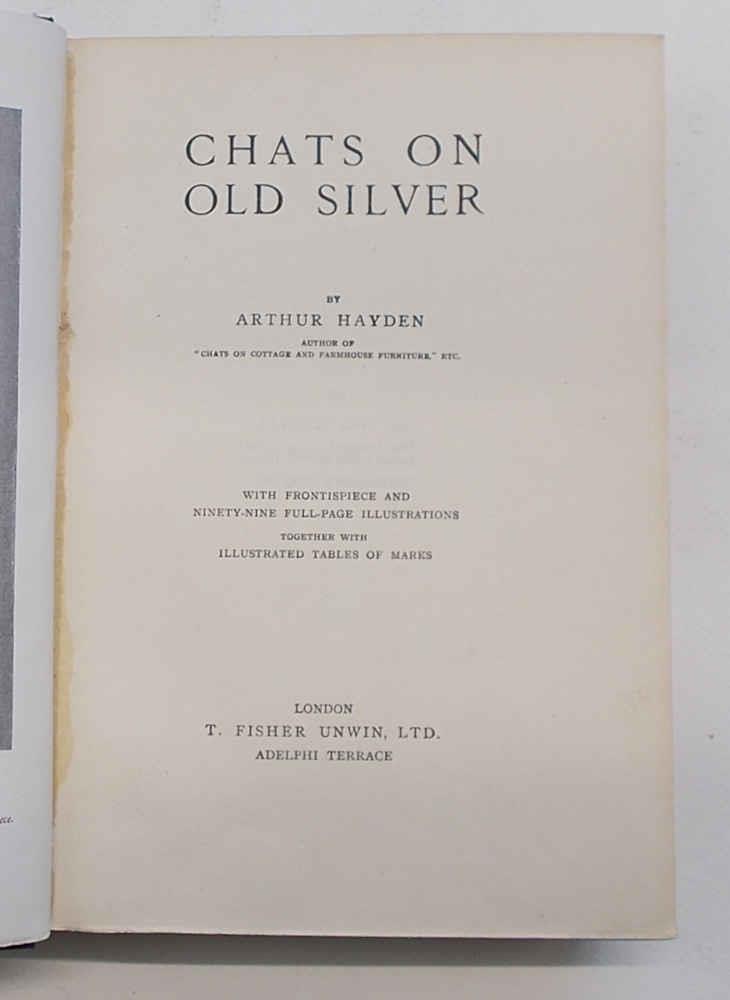 CHATS ON
OLD SILVER
BY
ARTHUR HAYDEN
AUTHOR OF
"CHATS ON COTTAGE AND FARMHOUSE FURNITURE," ETC.
WITH FRONTISPIECE AND
NINETY-NINE FULL-PAGE ILLUSTRATIONS
TOGETHER WITH
ILLUSTRATED TABLES OF MARKS
LONDON
T. FISHER UNWIN, LTD.
ADELPHI TERRACE